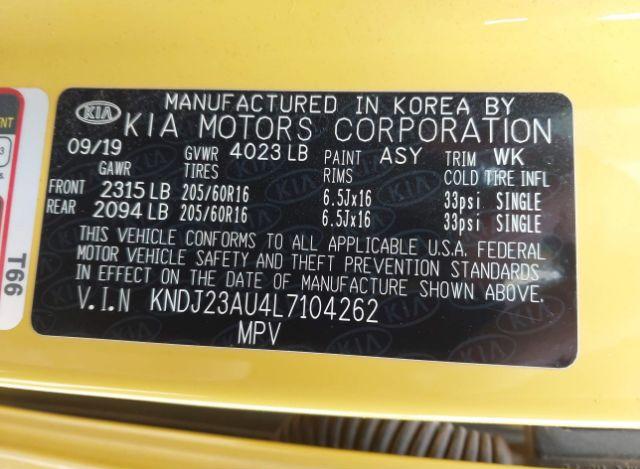 KIA MANUFACTURED IN KOREA BY
KIA MOTORS CORPORATION
09/19 GVWR 4023 LB PAINT ASY TRIM WK
GAWR TIRES RIMS COLD TIRE INFL
FRONT 2315 LB 205/60R16 6.5Jx16 33psi SINGLE
REAR 2094 LB 205/60R16 6.5Jx16 33psi SINGLE
THIS VEHICLE CONFORMS TO ALL APPLICABLE U.S.A. FEDERAL
MOTOR VEHICLE SAFETY AND THEFT PREVENTION STANDARDS
IN EFFECT ON THE DATE OF MANUFACTURE SHOWN ABOVE.
V.I.N KNDJ23AU4L7104262
MPV
T66
3